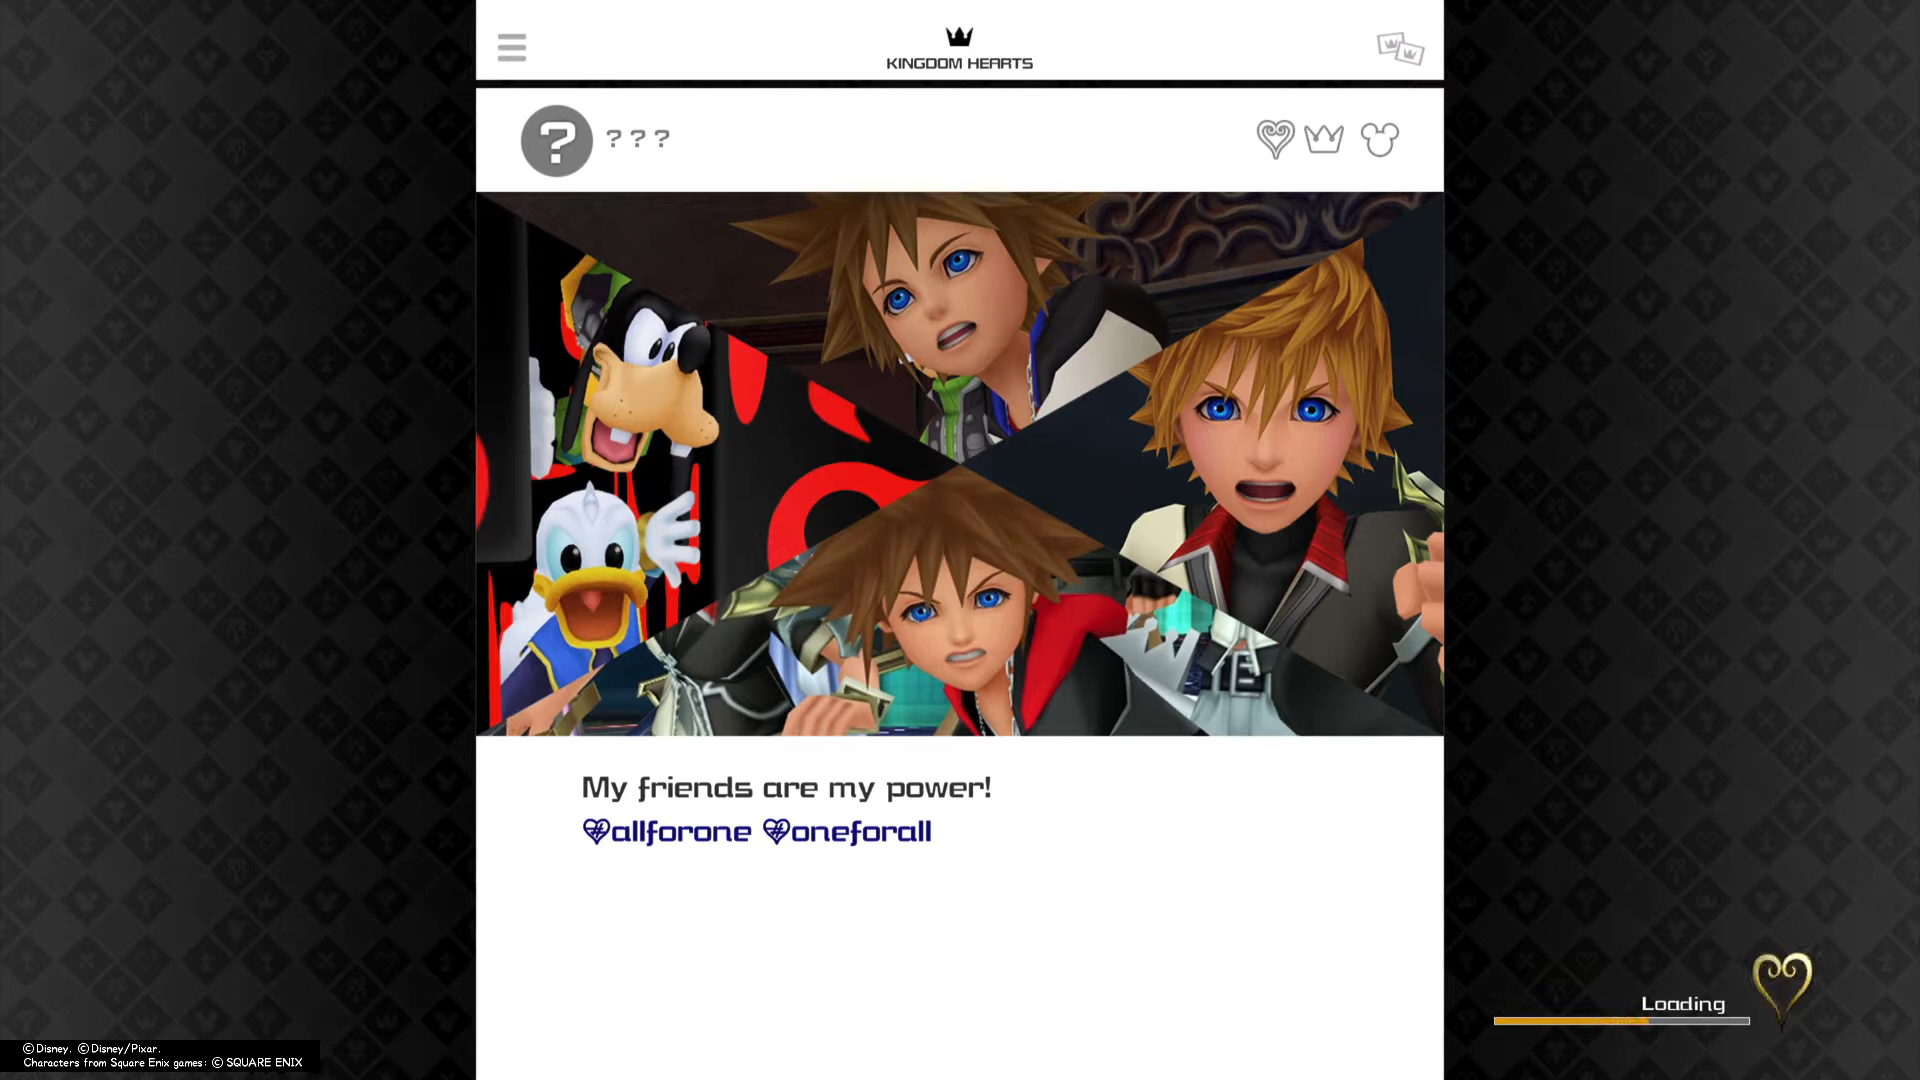 KINGDOM HEARTS
? ? ? ?
My friends are my power!
#allforone #oneforall
Loading
©Disney. ©Disney/Pixar.
Characters from Square Enix games: © SQUARE ENIX